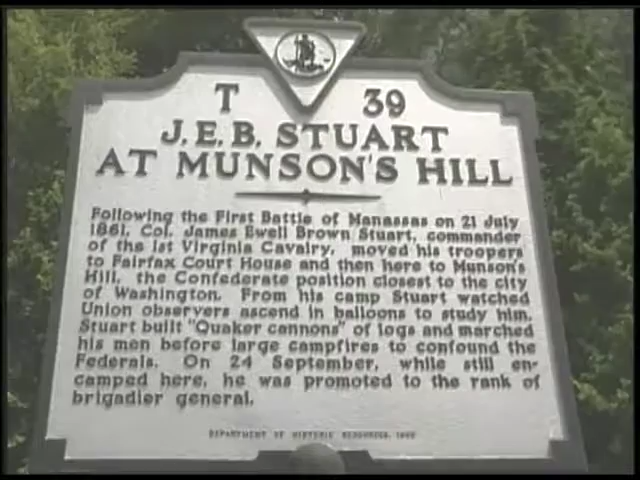 T 39
J.E.B. STUART
AT MUNSON'S HILL
Following the First Battle of Manassas on 21 July
1861, Col. James Ewell Brown Stuart, commander
of the 1st Virginia Cavalry, moved his troopers
to Fairfax Court House and then here to Munson's
Hill, the Confederate position closest to the city
of Washington. From his camp Stuart watched
Union observers ascend in balloons to study him.
Stuart built "Quaker cannons" of logs and marched
his men before large campfires to confound the
Federals. On 24 September, while still en-
camped here, he was promoted to the rank of
brigadier general.
DEPARTMENT OF HISTORIC RESOURCES,